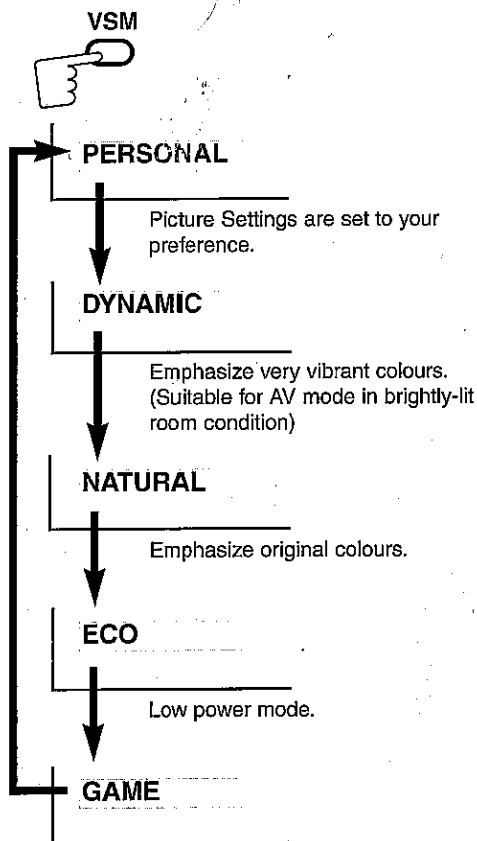 VSM
PERSONAL
Picture Settings are set to your
preference.
DYNAMIC
Emphasize very vibrant colours.
(Suitable for AV mode in brightly-lit
room condition)
NATURAL
Emphasize original colours.
ECO
Low power mode.
GAME